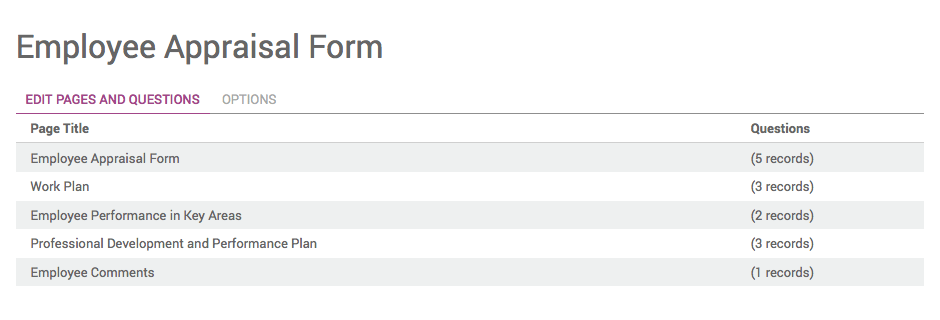 Employee Appraisal Form
EDIT PAGES AND QUESTIONS OPTIONS
Page Title Questions
Employee Appraisal Form (5 records)
Work Plan (3 records)
Employee Performance in Key Areas (2 records)
Professional Development and Performance Plan (3 records)
Employee Comments (1 records)